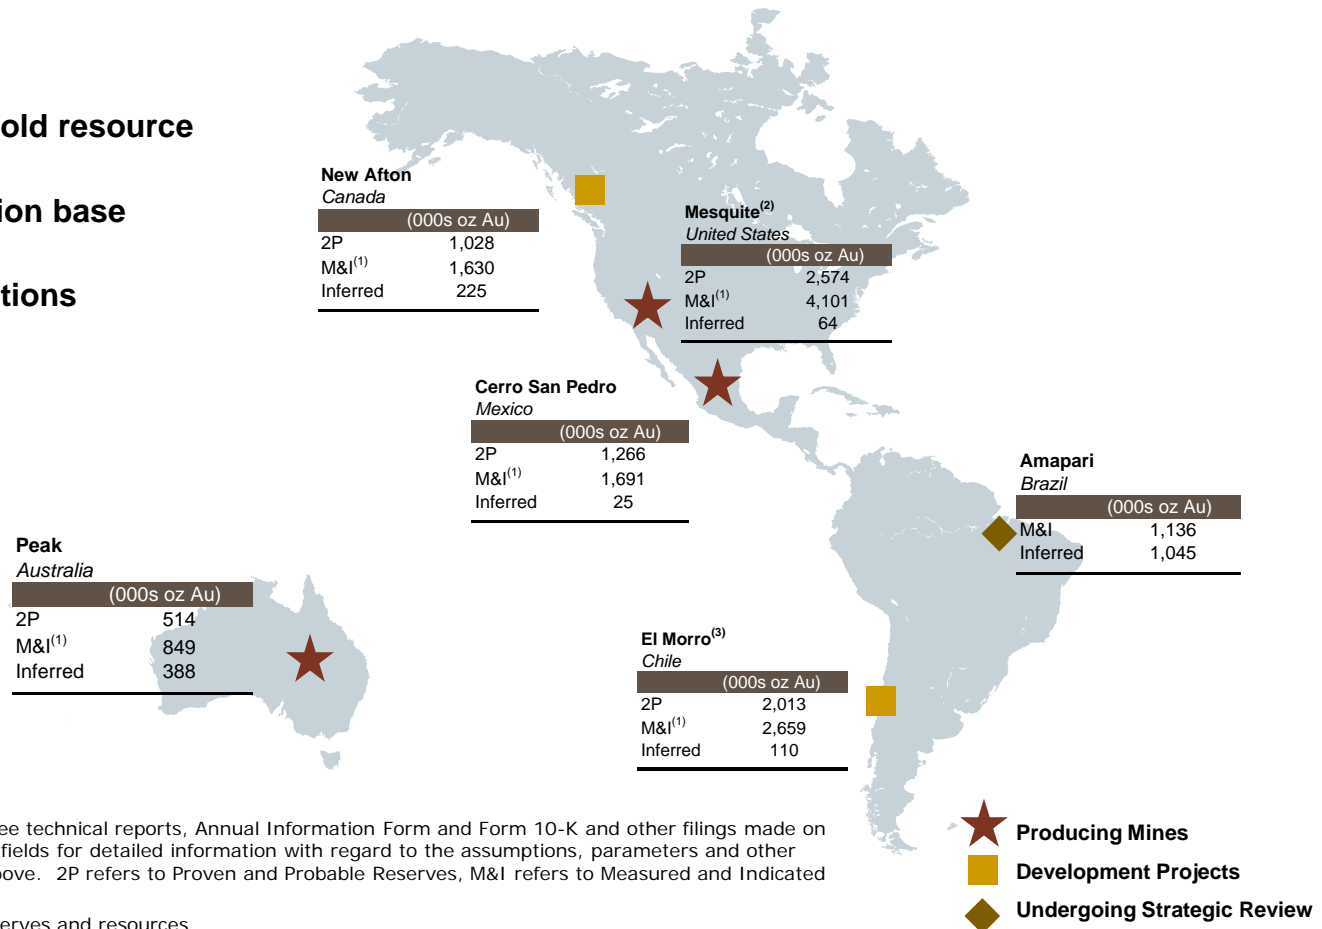 old resource
ion base
tions
New Afton
Canada
(000s oz Au)
2P 1,028
M&I(1) 1,630
Inferred 225
Mesquite(2)
United States
(000s oz Au)
2P 2,574
M&I(1) 4,101
Inferred 64
Cerro San Pedro
Mexico
(000s oz Au)
2P 1,266
M&I(1) 1,691
Inferred 25
Amapari
Brazil
(000s oz Au)
M&I 1,136
Inferred 1,045
Peak
Australia
(000s oz Au)
2P 514
M&I(1) 849
Inferred 388
El Morro(3)
Chile
(000s oz Au)
2P 2,013
M&I(1) 2,659
Inferred 110
ee technical reports, Annual Information Form and Form 10-K and other filings made on
fields for detailed information with regard to the assumptions, parameters and other
ove. 2P refers to Proven and Probable Reserves, M&I refers to Measured and Indicated
erves and resources
Producing Mines
Development Projects
Undergoing Strategic Review